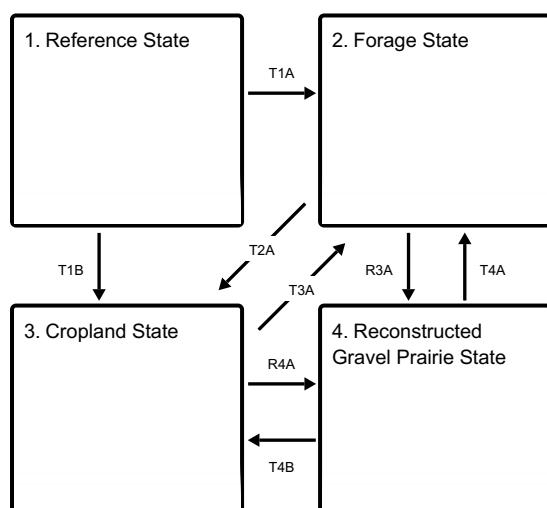 1. Reference State
2. Forage State
T1A
T1B
T2A
T3A
R3A
T4A
3. Cropland State
4. Reconstructed
Gravel Prairie State
R4A
T4B